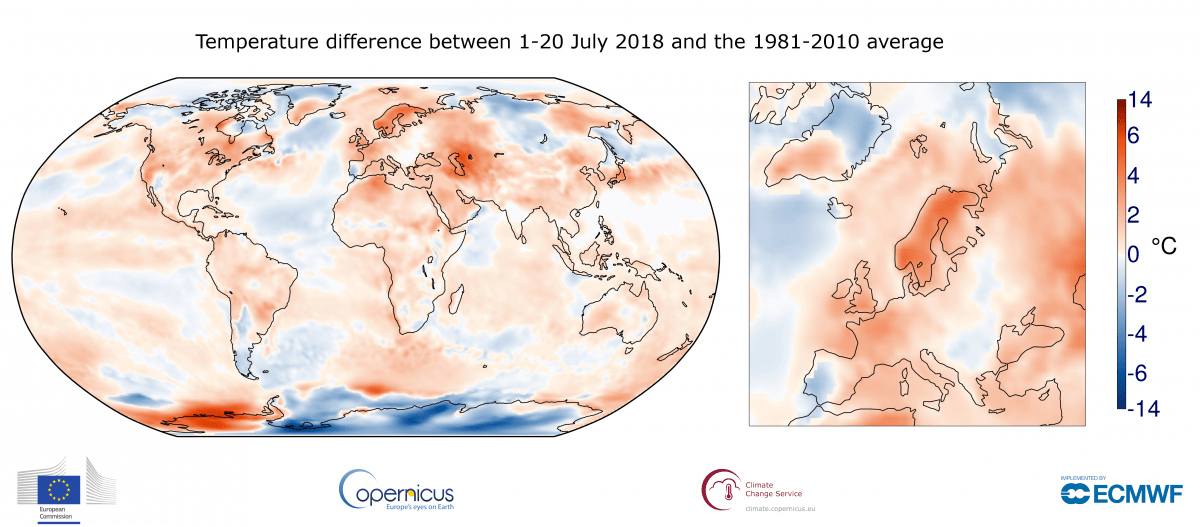 Temperature difference between 1-20 July 2018 and the 1981-2010 average
14
6
4
2
0
-2
-4
-6
-14
°C
European
Commission
opernicus
Europe's eyes on Earth
Climate
Change Service
climate.copernicus.eu
IMPLEMENTED BY
ECMWF